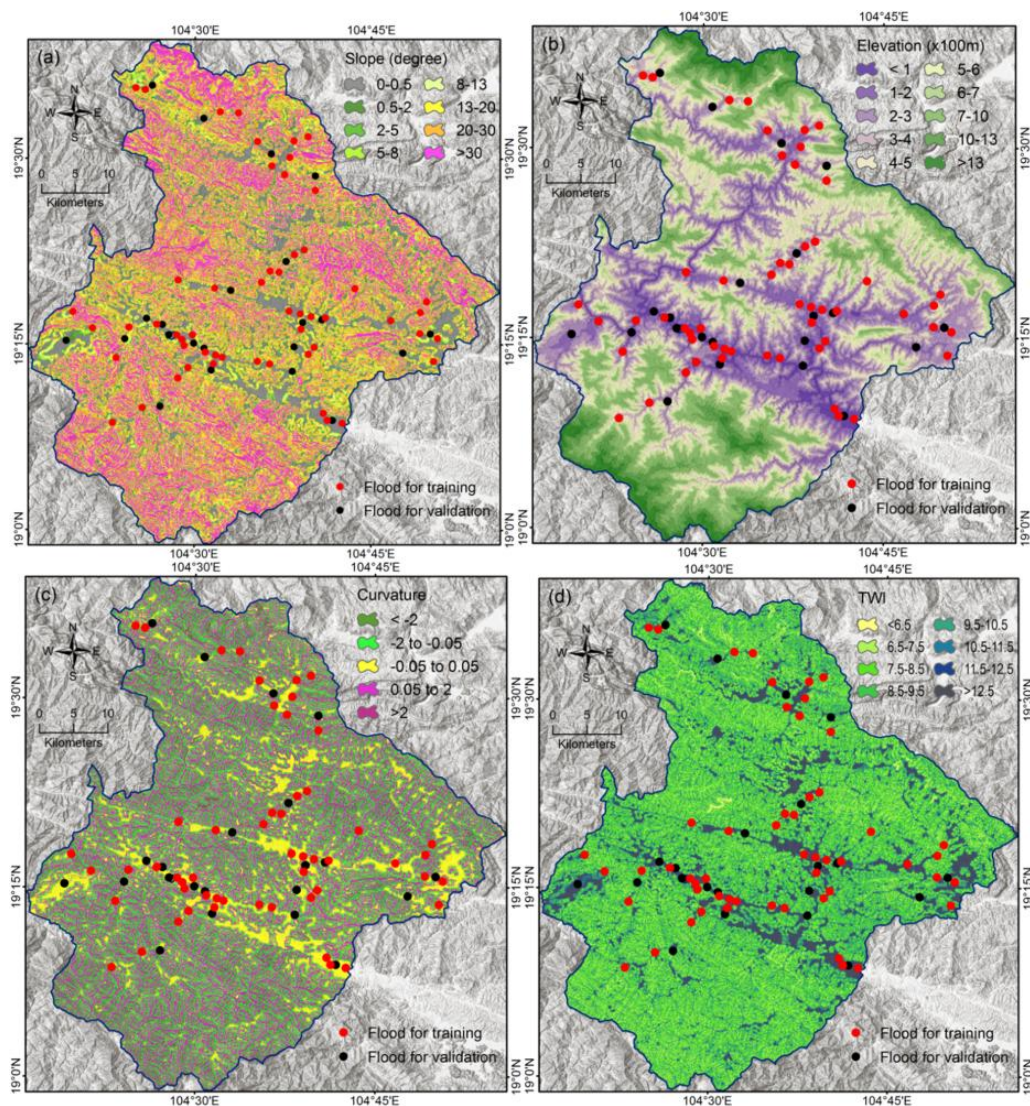 104°30'E 104°45'E
(a)
Slope (degree)
0-0.5 8-13
0.5-2 13-20
2-5 20-30
5-8 >30
N
W E
S
0 5 10
Kilometers
19°30'N
19°15'N
19°0'N
Flood for training
Flood for validation
104°30'E 104°45'E
104°30'E 104°45'E
(b)
Elevation (x100m)
< 1 5-6
1-2 6-7
2-3 7-10
3-4 10-13
4-5 >13
N
W E
S
0 5 10
Kilometers
19°30'N
19°15'N
19°0'N
Flood for training
Flood for validation
104°30'E 104°45'E
(c)
Curvature
< -2
-2 to -0.05
-0.05 to 0.05
0.05 to 2
>2
N
W E
S
0 5 10
Kilometers
19°30'N
19°15'N
19°0'N
Flood for training
Flood for validation
104°30'E 104°45'E
(d)
TWI
<6.5 9.5-10.5
6.5-7.5 10.5-11.5
7.5-8.5 11.5-12.5
8.5-9.5 >12.5
N
W E
S
0 5 10
Kilometers
19°30'N
19°15'N
19°0'N
Flood for training
Flood for validation
104°30'E 104°45'E